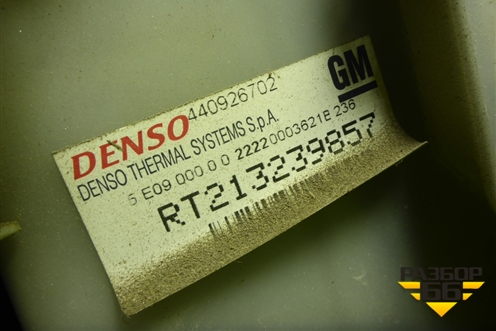 DENSO 440926702 GM
DENSO THERMAL SYSTEMS S.p.A.
5 E09 000 0 0 22220003621E 236
RT213239857
РАЗБОР
66